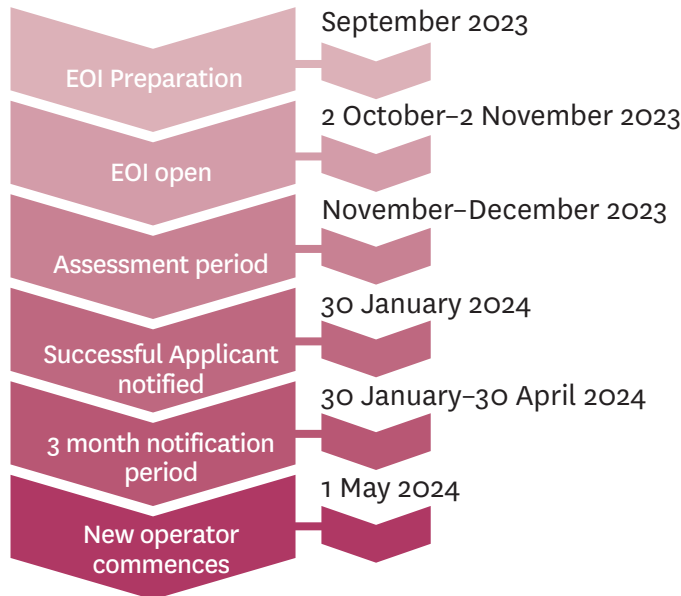 September 2023
EOI Preparation
2 October–2 November 2023
EOI open
November–December 2023
Assessment period
30 January 2024
Successful Applicant
notified
30 January–30 April 2024
3 month notification
period
1 May 2024
New operator
commences